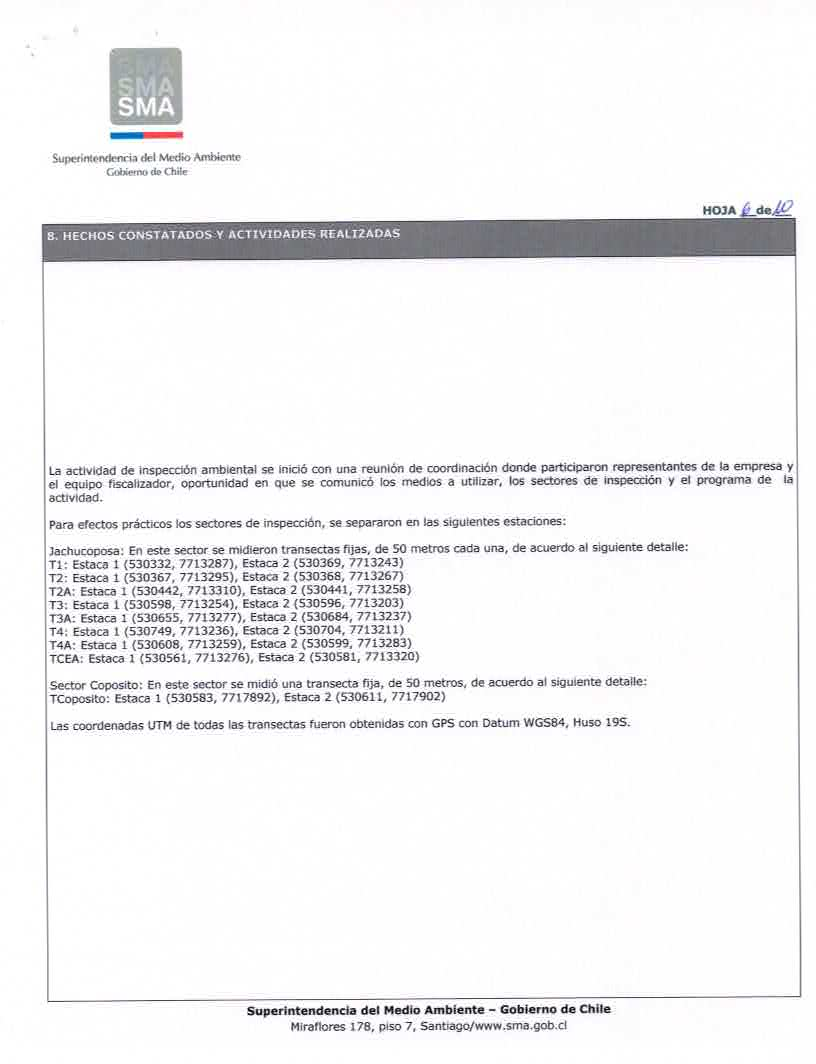 SMA
SMA
SMA
Superintendencia del Medio Ambiente
Gobierno de Chile
HOJA 6 de 10
8. HECHOS CONSTATADOS Y ACTIVIDADES REALIZADAS
La actividad de inspección ambiental se inició con una reunión de coordinación donde participaron representantes de la empresa y
el equipo fiscalizador, oportunidad en que se comunicó los medios a utilizar, los sectores de inspección y el programa de la
actividad.
Para efectos prácticos los sectores de inspección, se separaron en las siguientes estaciones:
Jachucoposa: En este sector se midieron transectas fijas, de 50 metros cada una, de acuerdo al siguiente detalle:
T1: Estaca 1 (530332, 7713287), Estaca 2 (530369, 7713243)
T2: Estaca 1 (530367, 7713295), Estaca 2 (530368, 7713267)
T2A: Estaca 1 (530442, 7713310), Estaca 2 (530441, 7713258)
T3: Estaca 1 (530598, 7713254), Estaca 2 (530596, 7713203)
T3A: Estaca 1 (530655, 7713277), Estaca 2 (530684, 7713237)
T4: Estaca 1 (530749, 7713236), Estaca 2 (530704, 7713211)
T4A: Estaca 1 (530608, 7713259), Estaca 2 (530599, 7713283)
TCEA: Estaca 1 (530561, 7713276), Estaca 2 (530581, 7713320)
Sector Coposito: En este sector se midió una transecta fija, de 50 metros, de acuerdo al siguiente detalle:
TCoposito: Estaca 1 (530583, 7717892), Estaca 2 (530611, 7717902)
Las coordenadas UTM de todas las transectas fueron obtenidas con GPS con Datum WGS84, Huso 19S.
Superintendencia del Medio Ambiente – Gobierno de Chile
Miraflores 178, piso 7, Santiago/www.sma.gob.cl